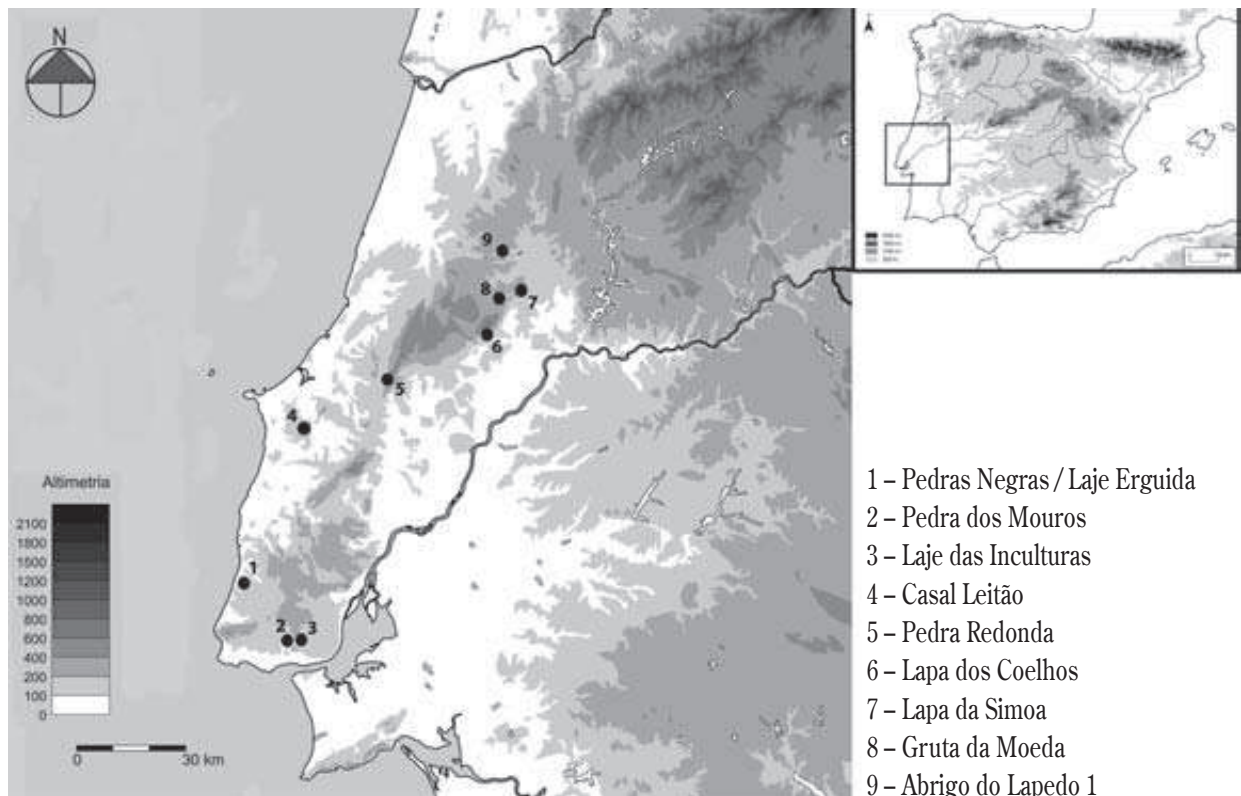 N
9
8
7
6
5
4
1
2
3
Altimetria
2100
1800
1500
1200
1000
800
600
400
200
100
0
0 30 km
1 – Pedras Negras / Laje Erguida
2 – Pedra dos Mouros
3 – Laje das Inculturas
4 – Casal Leitão
5 – Pedra Redonda
6 – Lapa dos Coelhos
7 – Lapa da Simoa
8 – Gruta da Moeda
9 – Abrigo do Lapedo 1